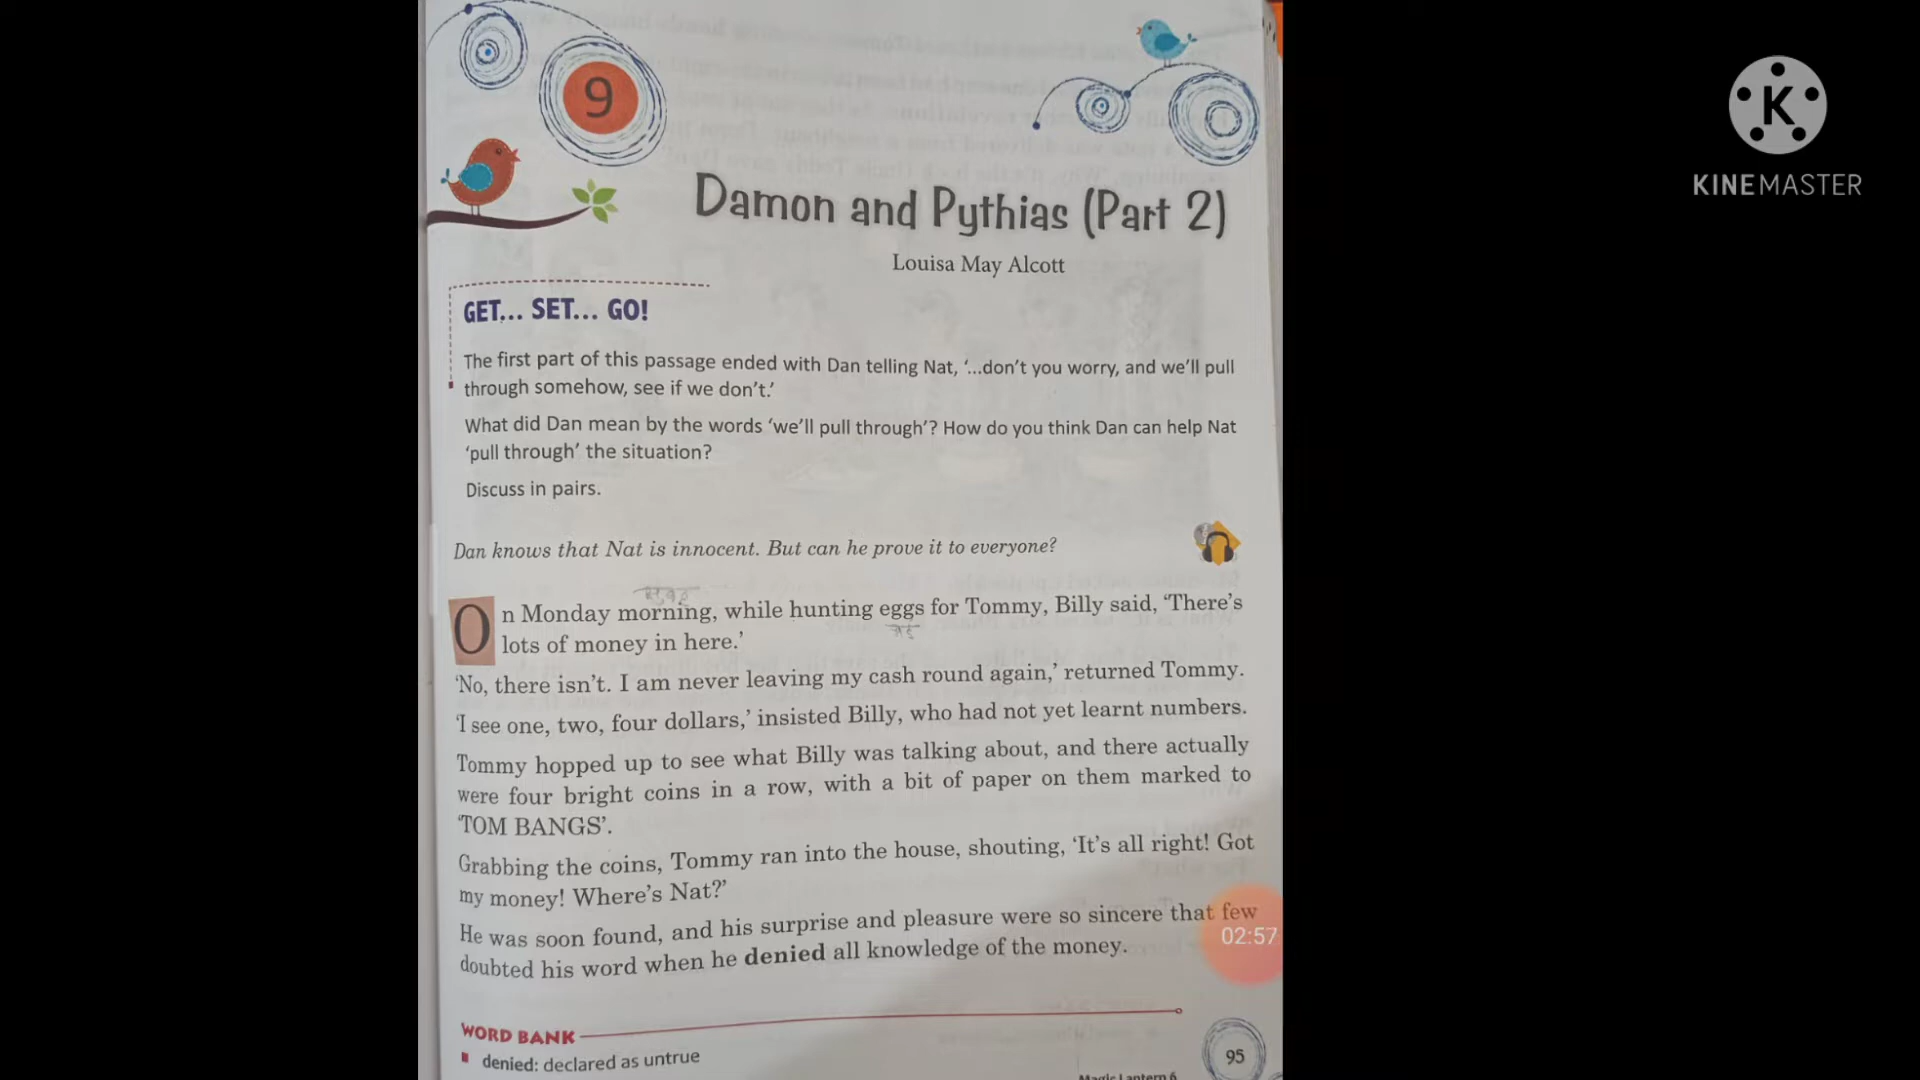 9
Damon and Pythias (Part 2)
Louisa May Alcott
GET... SET... GO!
The first part of this passage ended with Dan telling Nat, ‘...don’t you worry, and we’ll pull
through somehow, see if we don’t.’
What did Dan mean by the words ‘we’ll pull through’? How do you think Dan can help Nat
‘pull through’ the situation?
Discuss in pairs.
Dan knows that Nat is innocent. But can he prove it to everyone?
On Monday morning, while hunting eggs for Tommy, Billy said, ‘There’s
lots of money in here.’
‘No, there isn’t. I am never leaving my cash round again,’ returned Tommy.
‘I see one, two, four dollars,’ insisted Billy, who had not yet learnt numbers.
Tommy hopped up to see what Billy was talking about, and there actually
were four bright coins in a row, with a bit of paper on them marked to
‘TOM BANGS’.
Grabbing the coins, Tommy ran into the house, shouting, ‘It’s all right! Got
my money! Where’s Nat?’
He was soon found, and his surprise and pleasure were so sincere that few
doubted his word when he denied all knowledge of the money.
WORD BANK
denied: declared as untrue
95
Magic Lantern 6
02:57
K
KINEMASTER